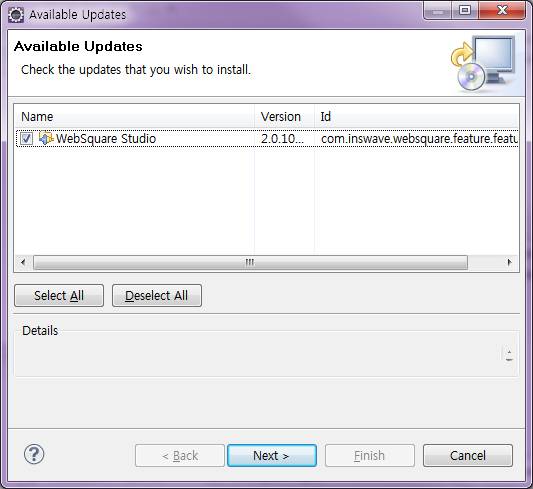 Available Updates
Available Updates
Check the updates that you wish to install.
Name Version Id
WebSquare Studio 2.0.10... com.inswave.websquare.feature.featu
Select All Deselect All
Details
< Back Next > Finish Cancel